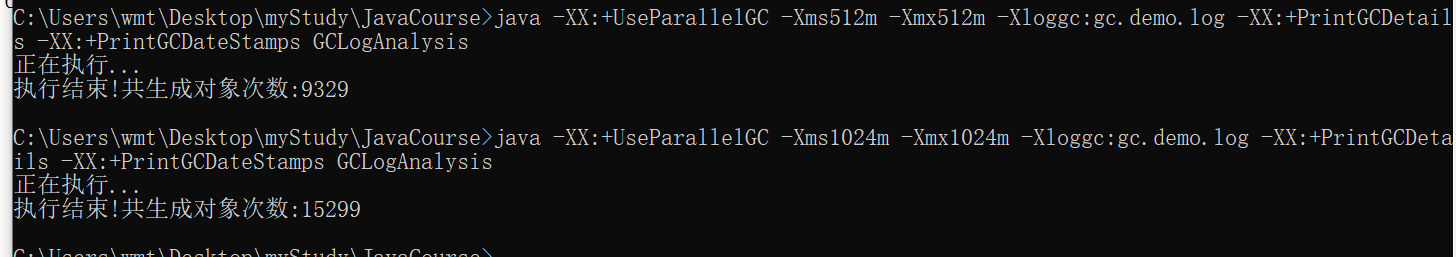 C:\Users\wmt\Desktop\myStudy\JavaCourse>java -XX:+UseParallelGC -Xms512m -Xmx512m -Xloggc:gc.demo.log -XX:+PrintGCDetail
s -XX:+PrintGCDateStamps GCLogAnalysis
正在执行...
执行结束!共生成对象次数:9329
C:\Users\wmt\Desktop\myStudy\JavaCourse>java -XX:+UseParallelGC -Xms1024m -Xmx1024m -Xloggc:gc.demo.log -XX:+PrintGCDeta
ils -XX:+PrintGCDateStamps GCLogAnalysis
正在执行...
执行结束!共生成对象次数:15299
C:\Users\wmt\Desktop\myStudy\JavaCourse>